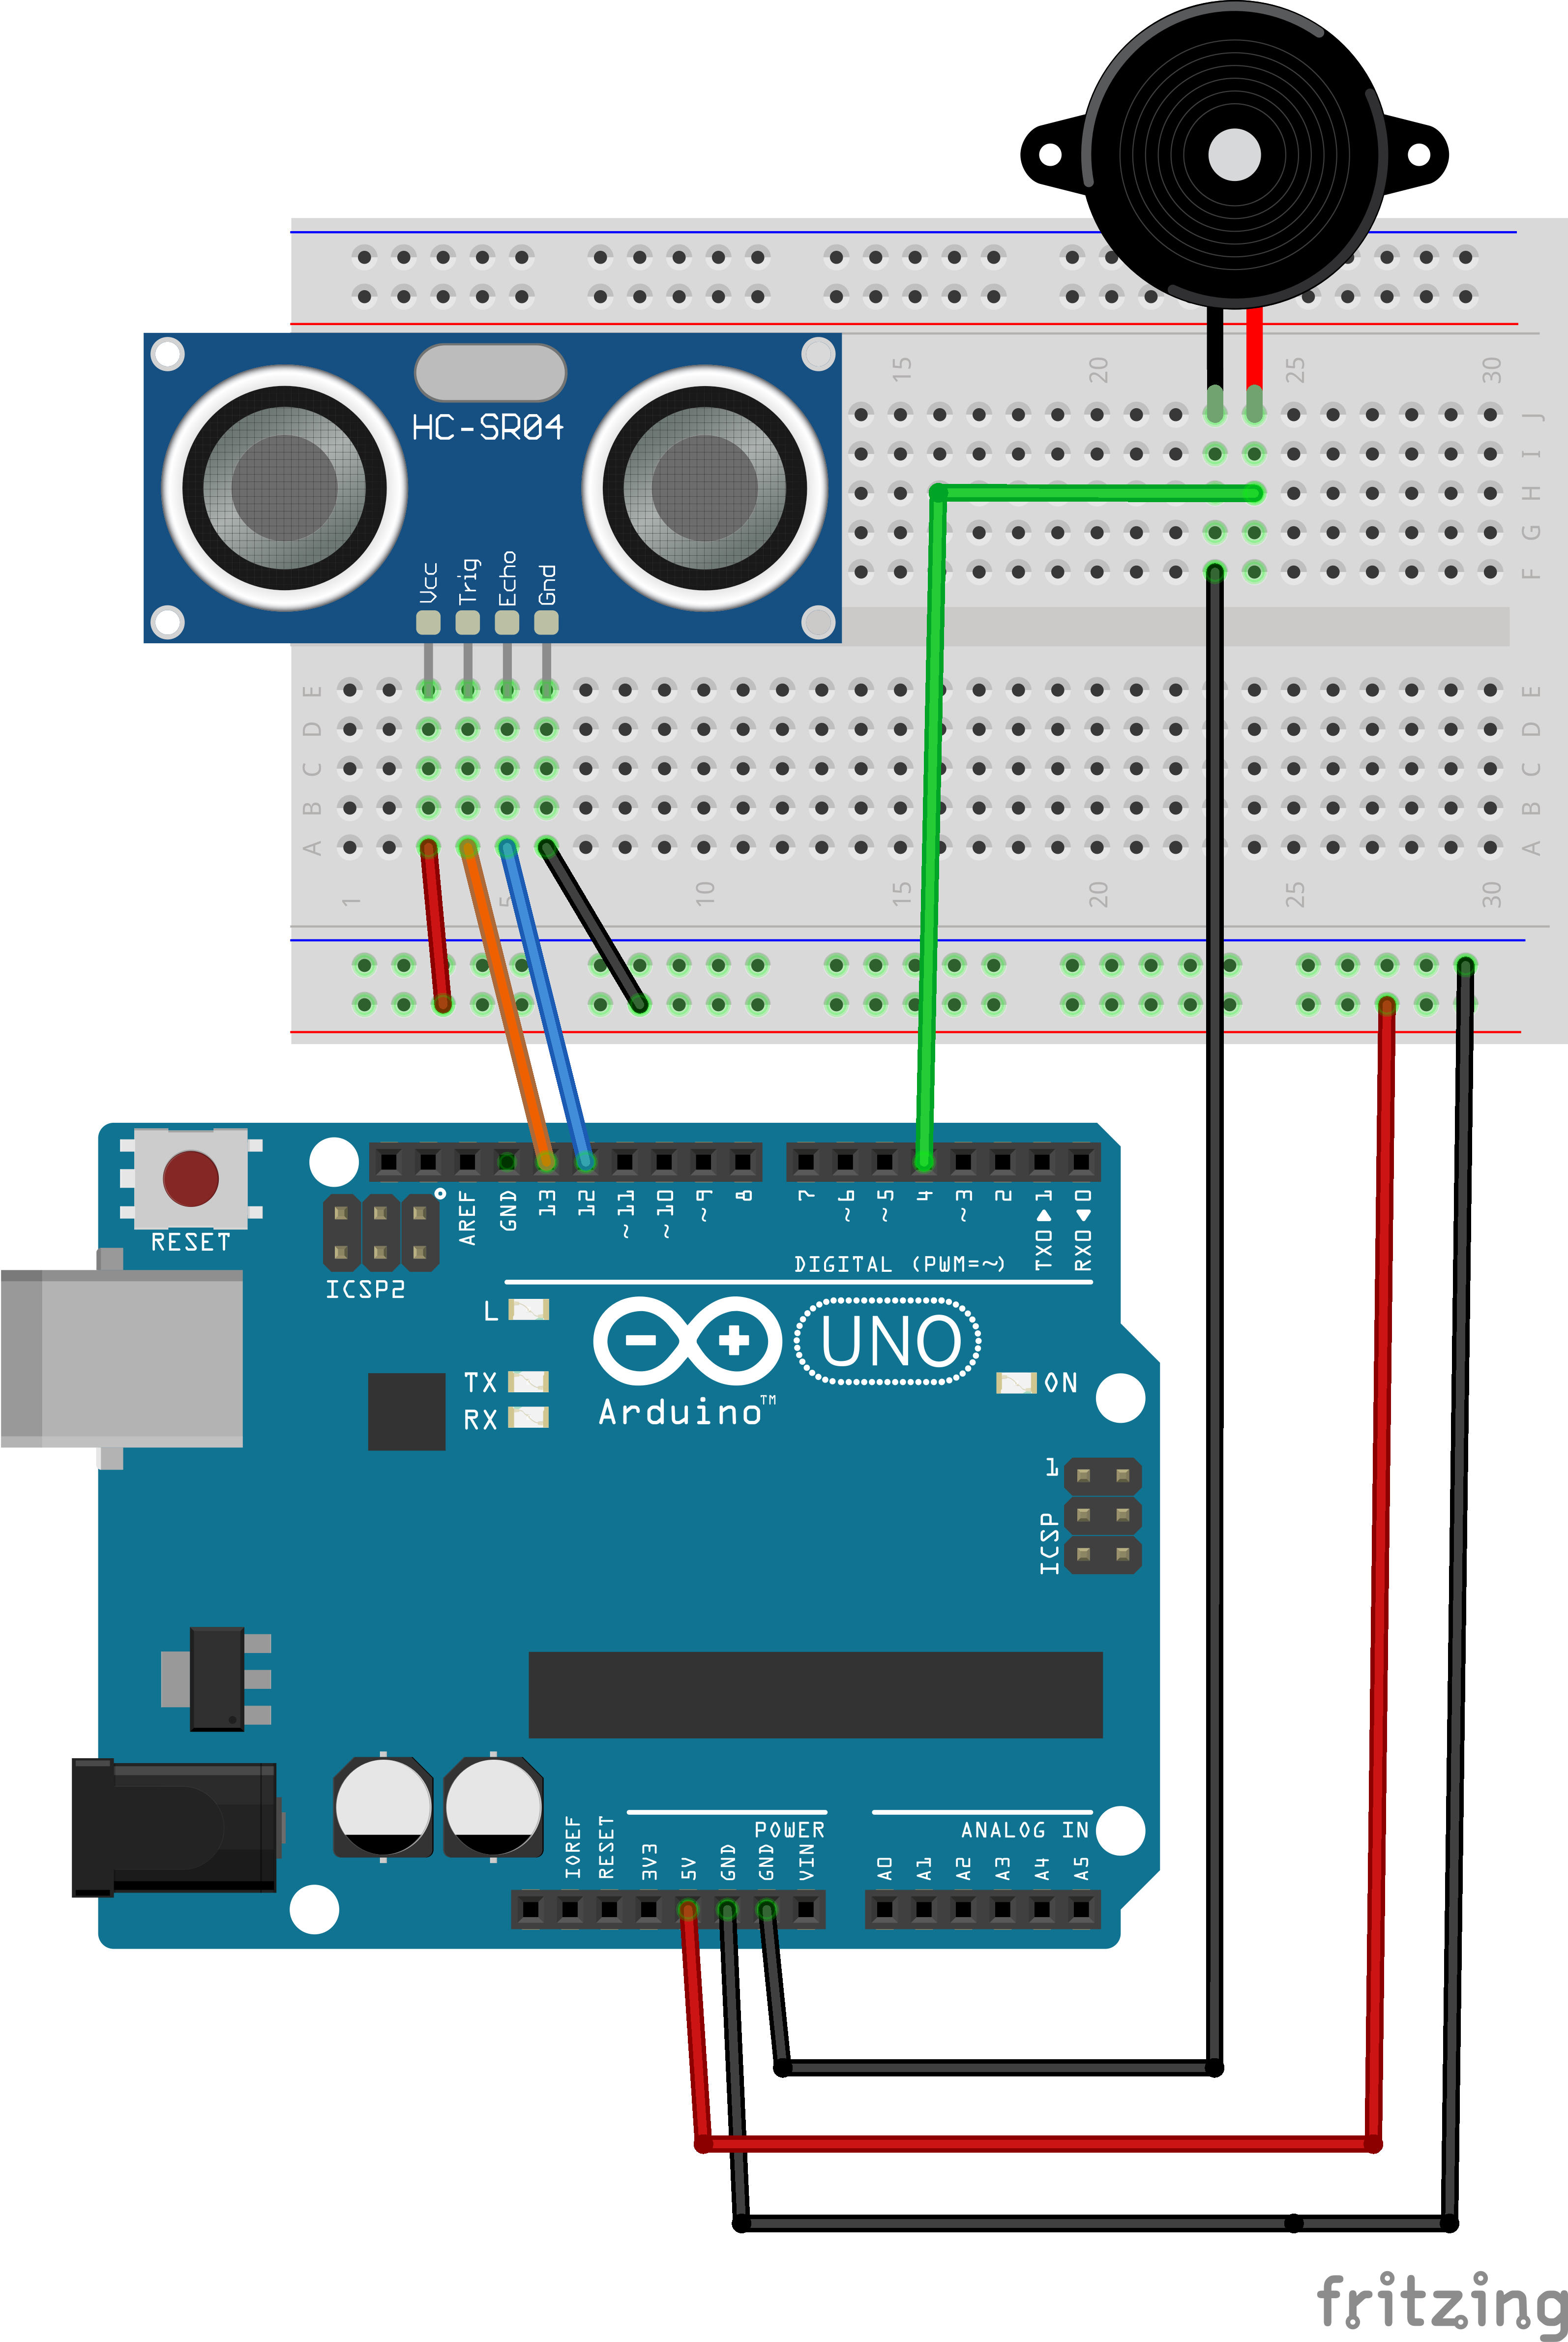 15
20
25
30
J
I
H
G
F
HC-SR04
Vcc
Trig
Echo
Gnd
E
D
C
B
A
E
D
C
B
A
1
5
10
15
20
25
30
RESET
ICSP2
AREF
GND
13
12
~11
~10
~9
8
7
~6
~5
4
~3
2
TX0▶1
RX0◀0
DIGITAL (PWM=~)
L
TX
RX
Arduino™
UNO
ON
1
ICSP
IOREF
RESET
3V3
5V
GND
GND
VIN
POWER
ANALOG IN
A0
A1
A2
A3
A4
A5
fritzing